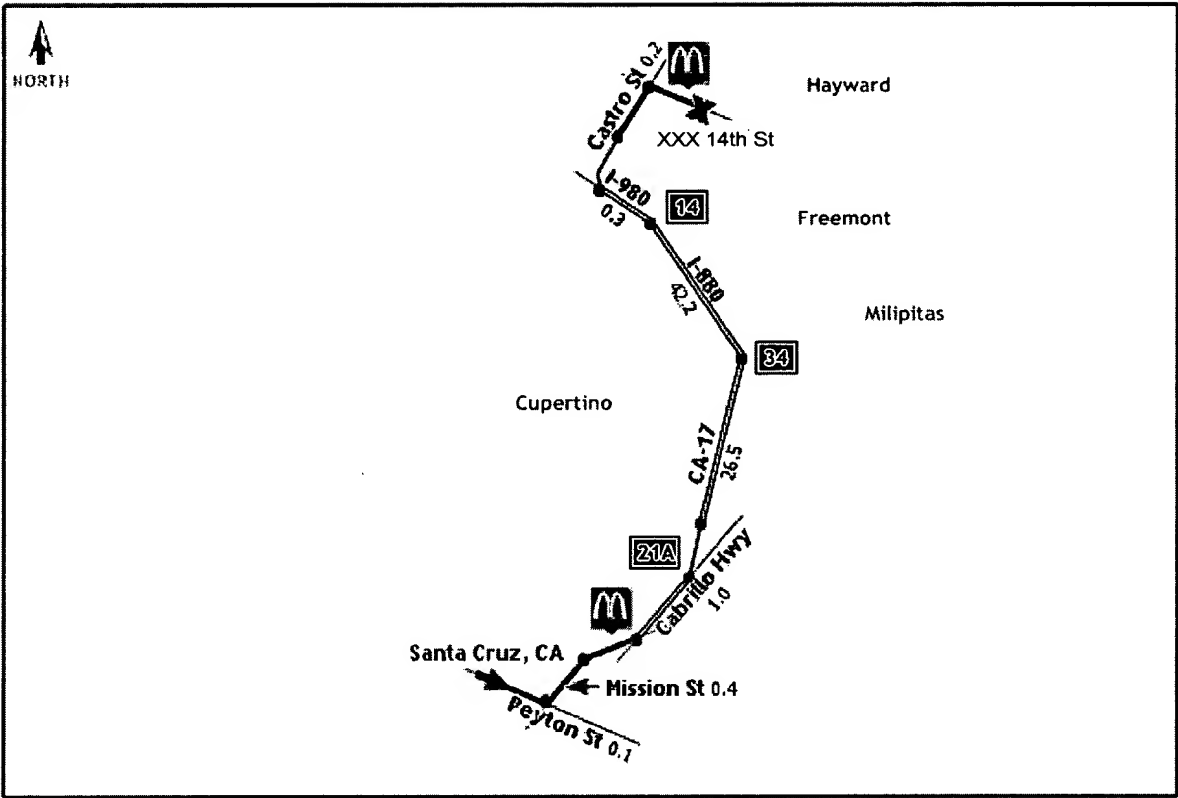 NORTH
Castro St 0.2
Hayward
XXX 14th St
I-980
0.3
14
Freemont
I-880
42.2
Milipitas
34
Cupertino
CA-17
26.5
21A
Cabrillo Hwy
1.0
Santa Cruz, CA
Mission St 0.4
Peyton St 0.1